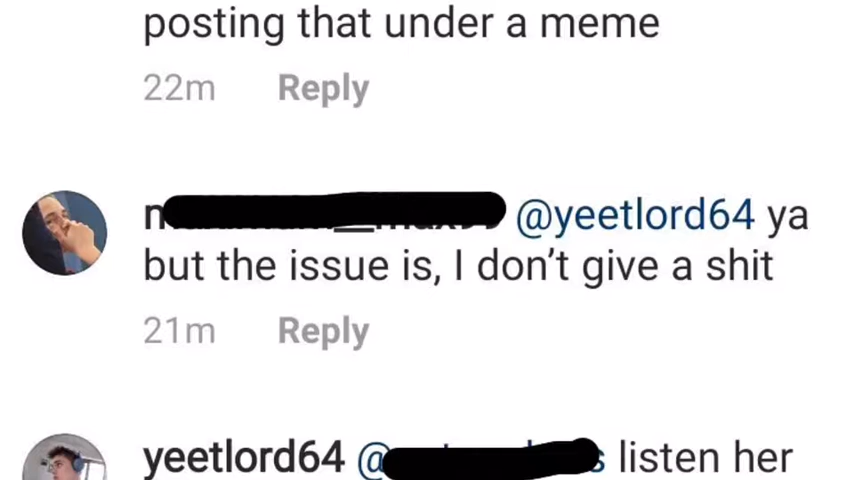 posting that under a meme
22m Reply
@yeetlord64 ya
but the issue is, I don’t give a shit
21m Reply
yeetlord64 @ listen her